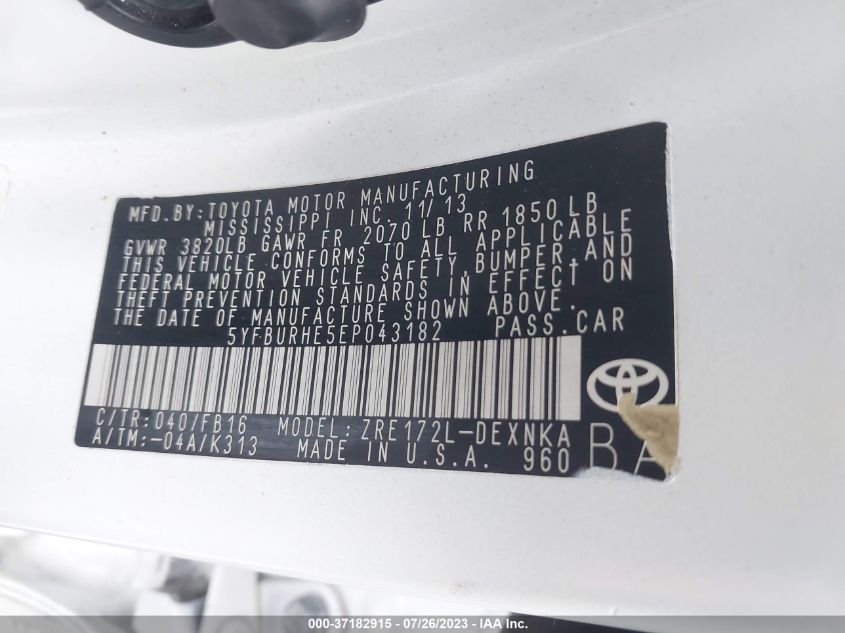 MFD.BY:TOYOTA MOTOR MANUFACTURING
MISSISSIPPI INC. 11/13
GVWR 3820LB GAWR FR 2070 LB RR 1850 LB
THIS VEHICLE CONFORMS TO ALL APPLICABLE
FEDERAL MOTOR VEHICLE SAFETY,BUMPER,AND
THEFT PREVENTION STANDARDS IN EFFECT ON
THE DATE OF MANUFACTURE SHOWN ABOVE.
5YFBURHE5EP043182 PASS.CAR
C/TR:040/FB16 MODEL:ZRE172L-DEXNKA
A/TM:-04A/K313 MADE IN U.S.A. 960
BA
000-37182915 - 07/26/2023 - IAA Inc.